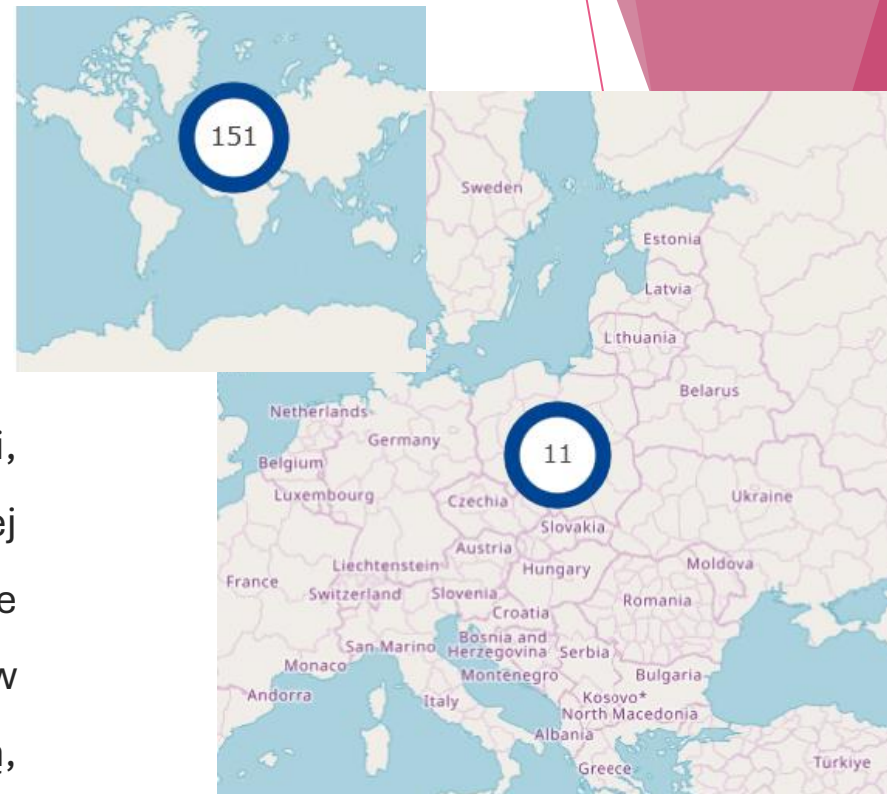 151
Sweden
Estonia
Latvia
Lithuania
Belarus
Netherlands
Germany
11
Belgium
Luxembourg
Czechia
Ukraine
Slovakia
Austria
Liechtenstein
Hungary
Moldova
France
Switzerland
Slovenia
Romania
Croatia
San Marino
Bosnia and
Herzegovina
Serbia
Monaco
Montenegro
Bulgaria
Andorra
Italy
Kosovo*
North Macedonia
Albania
Greece
Türkiye
i,
ej
e
w
ą,